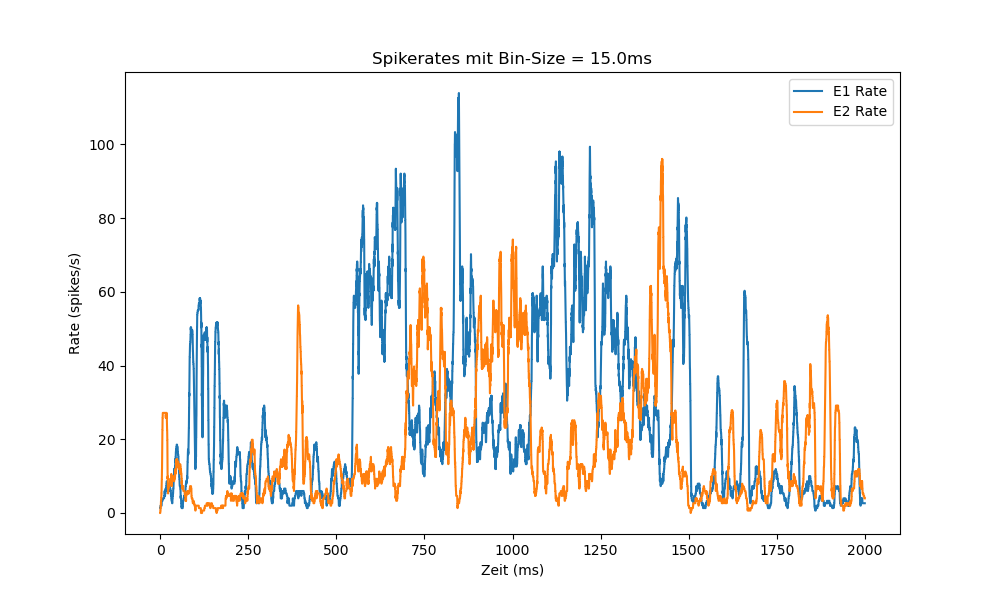 Spikerates mit Bin-Size = 15.0ms
E1 Rate
E2 Rate
Rate (spikes/s)
100
80
60
40
20
0
0 250 500 750 1000 1250 1500 1750 2000
Zeit (ms)